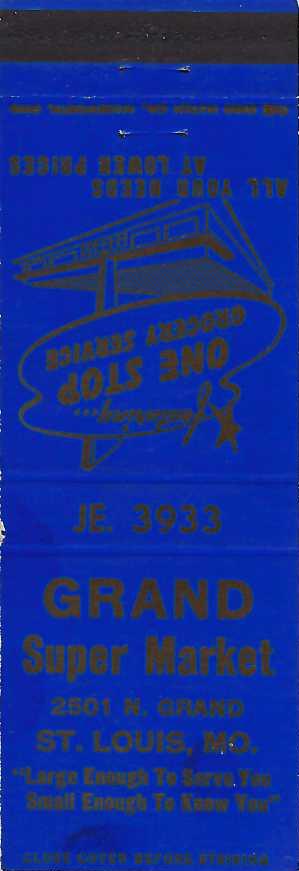 ALL YOUR NEEDS
AT LOWER PRICES
Featuring...
ONE STOP
GROCERY SERVICE
JE. 3933
GRAND
Super Market
2501 N. GRAND
ST. LOUIS, MO.
"Large Enough To Serve You
Small Enough To Know You"
CLOSE COVER BEFORE STRIKING